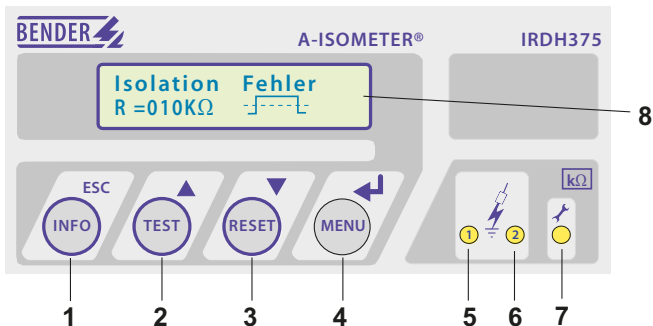 BENDER
A-ISOMETER®
IRDH375
Isolation Fehler
R =010KΩ
8
ESC
INFO
TEST
RESET
MENU
kΩ
1
2
1
2
3
4
5
6
7